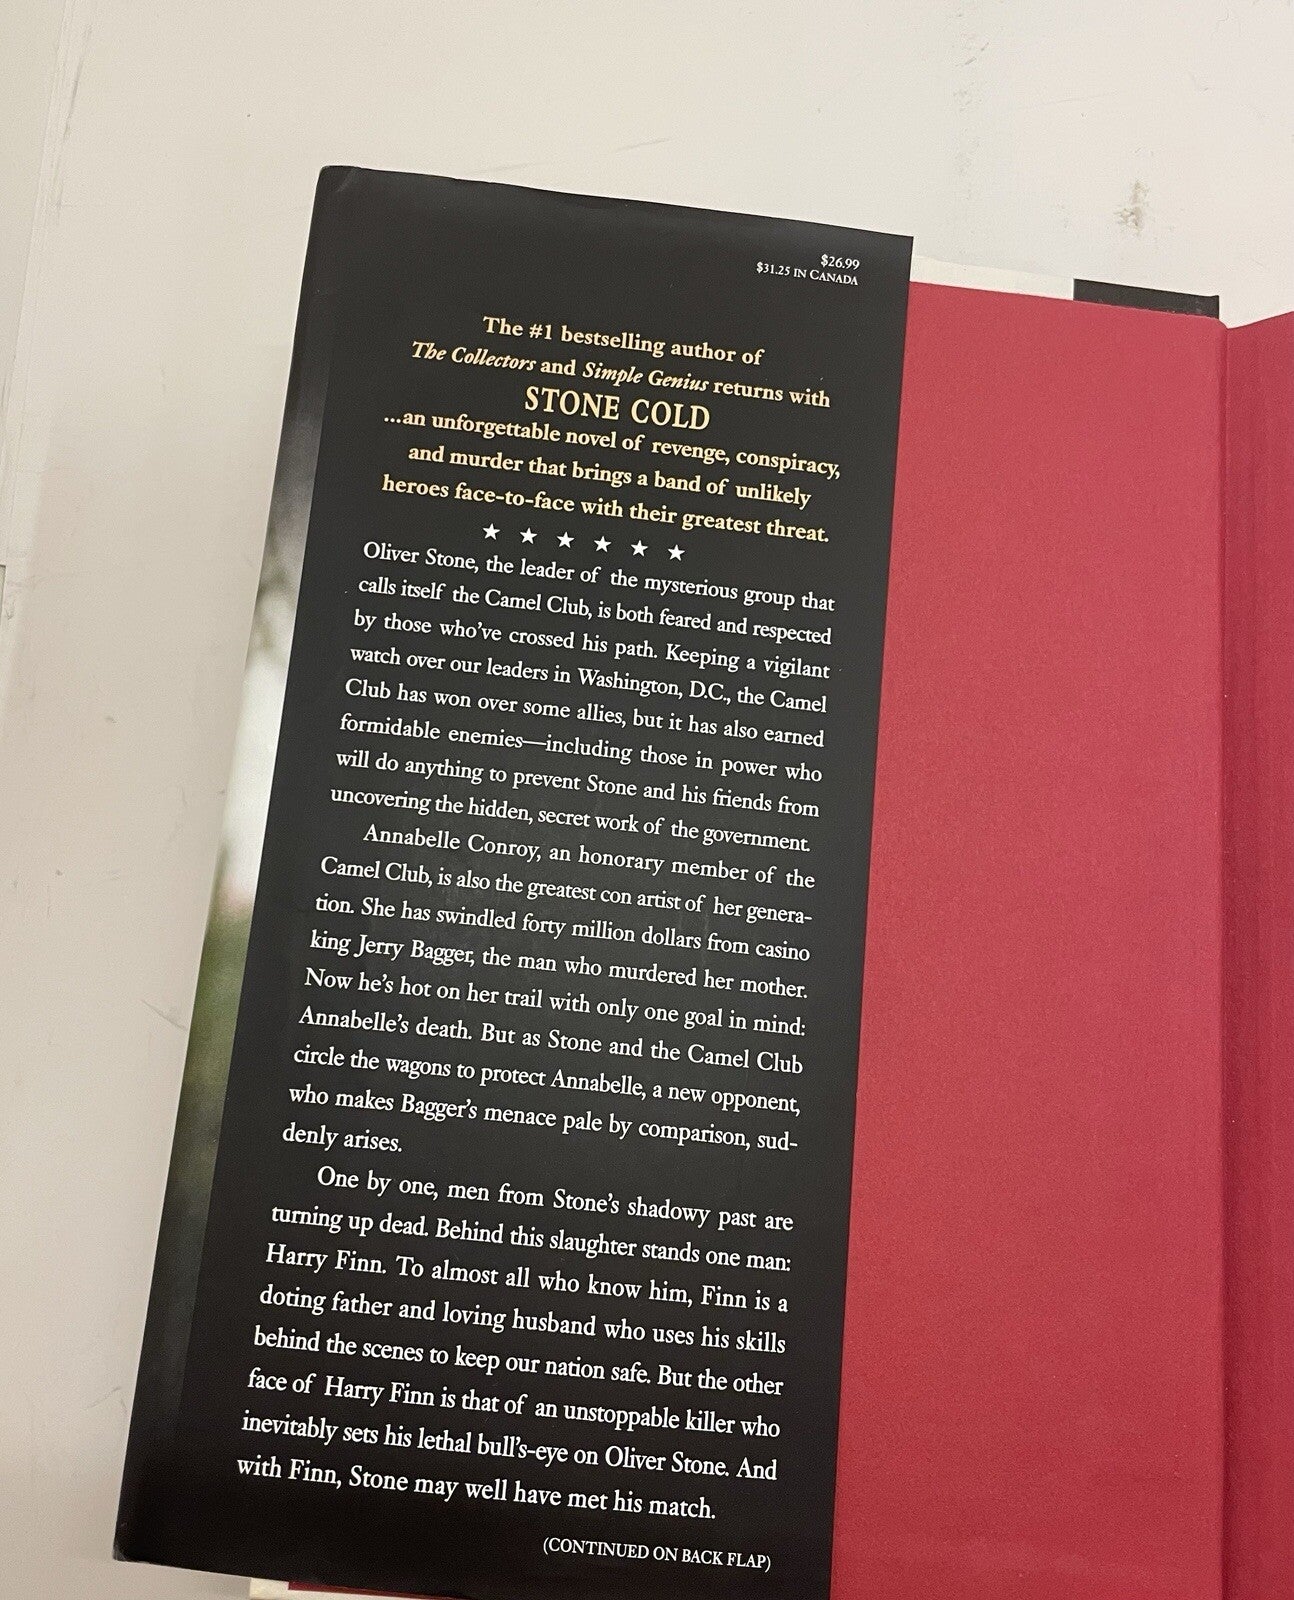 $26.99
$31.25 IN CANADA
The #1 bestselling author of
The Collectors and Simple Genius returns with
STONE COLD
...an unforgettable novel of revenge, conspiracy,
and murder that brings a band of unlikely
heroes face-to-face with their greatest threat.
★ ★ ★ ★ ★ ★
Oliver Stone, the leader of the mysterious group that
calls itself the Camel Club, is both feared and respected
by those who've crossed his path. Keeping a vigilant
watch over our leaders in Washington, D.C., the Camel
Club has won over some allies, but it has also earned
formidable enemies—including those in power who
will do anything to prevent Stone and his friends from
uncovering the hidden, secret work of the government.
Annabelle Conroy, an honorary member of the
Camel Club, is also the greatest con artist of her genera-
tion. She has swindled forty million dollars from casino
king Jerry Bagger, the man who murdered her mother.
Now he's hot on her trail with only one goal in mind:
Annabelle's death. But as Stone and the Camel Club
circle the wagons to protect Annabelle, a new opponent,
who makes Bagger's menace pale by comparison, sud-
denly arises.
One by one, men from Stone's shadowy past are
turning up dead. Behind this slaughter stands one man:
Harry Finn. To almost all who know him, Finn is a
doting father and loving husband who uses his skills
behind the scenes to keep our nation safe. But the other
face of Harry Finn is that of an unstoppable killer who
inevitably sets his lethal bull's-eye on Oliver Stone. And
with Finn, Stone may well have met his match.
(CONTINUED ON BACK FLAP)